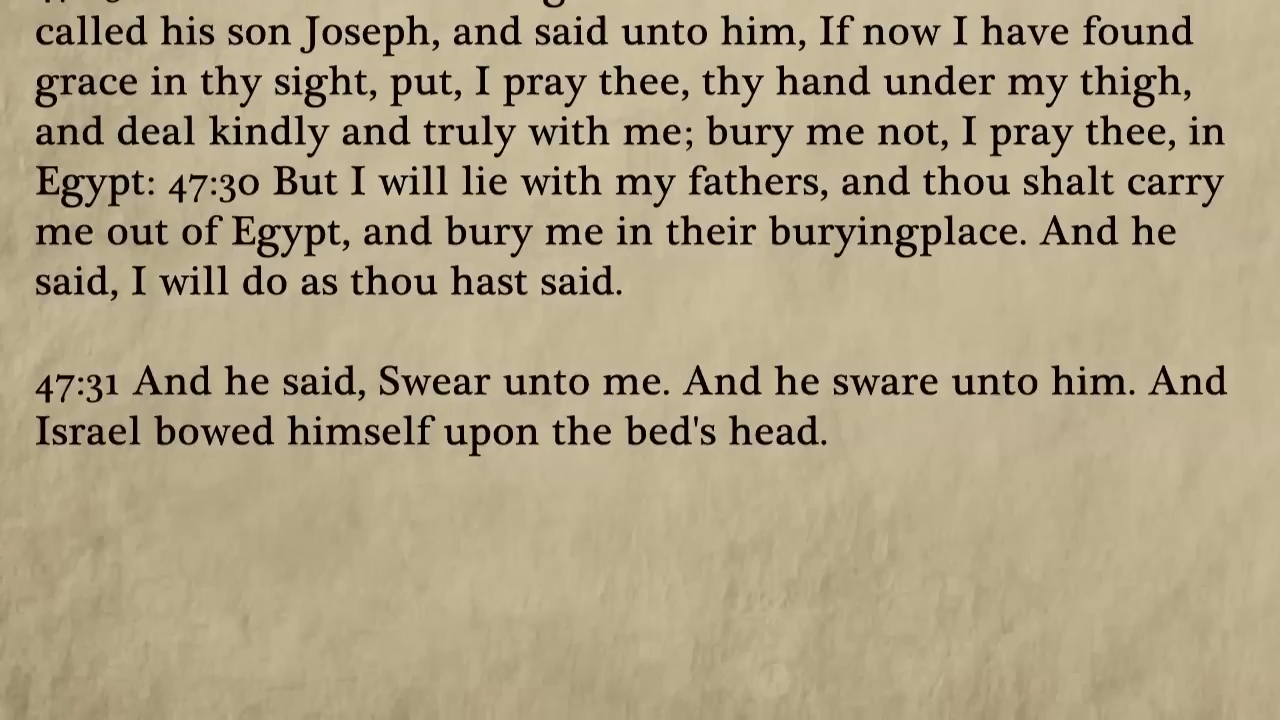 called his son Joseph, and said unto him, If now I have found
grace in thy sight, put, I pray thee, thy hand under my thigh,
and deal kindly and truly with me; bury me not, I pray thee, in
Egypt: 47:30 But I will lie with my fathers, and thou shalt carry
me out of Egypt, and bury me in their buryingplace. And he
said, I will do as thou hast said.
47:31 And he said, Swear unto me. And he sware unto him. And
Israel bowed himself upon the bed's head.